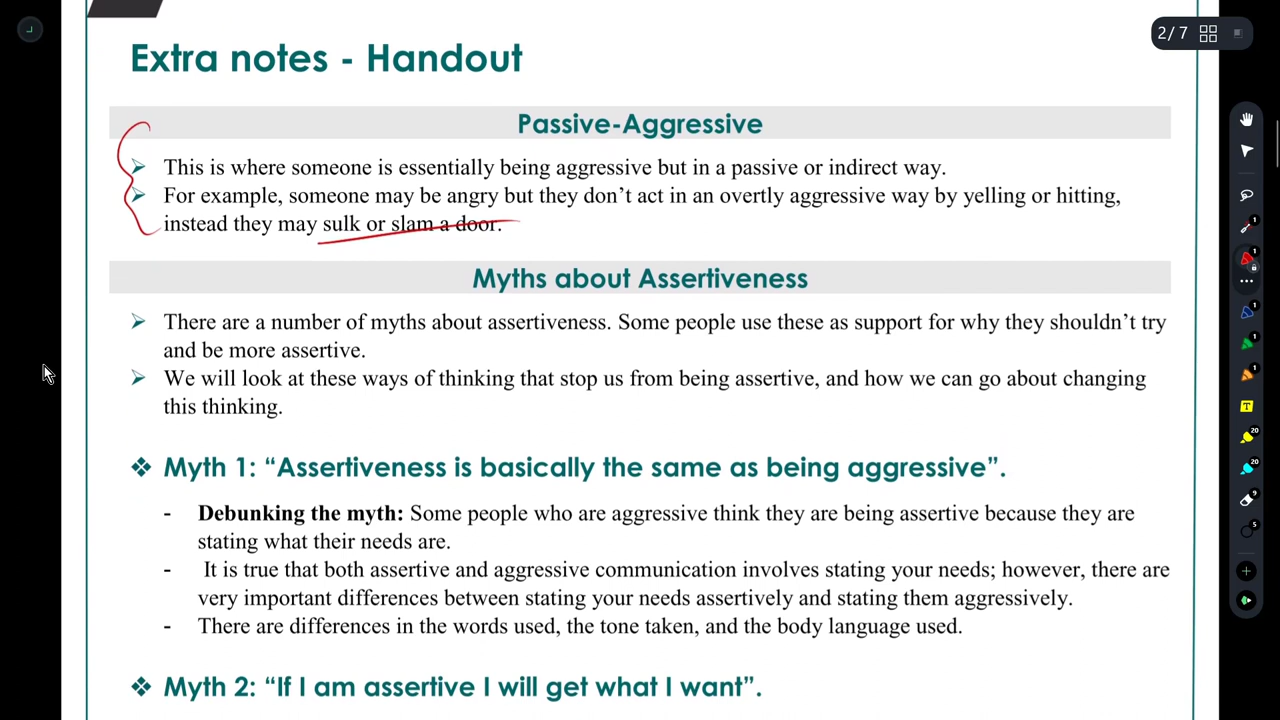 Extra notes - Handout
2/ 7
Passive-Aggressive
➢ This is where someone is essentially being aggressive but in a passive or indirect way.
➢ For example, someone may be angry but they don’t act in an overtly aggressive way by yelling or hitting,
instead they may sulk or slam a door.
Myths about Assertiveness
➢ There are a number of myths about assertiveness. Some people use these as support for why they shouldn’t try
and be more assertive.
➢ We will look at these ways of thinking that stop us from being assertive, and how we can go about changing
this thinking.
❖ Myth 1: “Assertiveness is basically the same as being aggressive”.
- Debunking the myth: Some people who are aggressive think they are being assertive because they are
stating what their needs are.
- It is true that both assertive and aggressive communication involves stating your needs; however, there are
very important differences between stating your needs assertively and stating them aggressively.
- There are differences in the words used, the tone taken, and the body language used.
❖ Myth 2: “If I am assertive I will get what I want”.
1
1
1
1
1
T
20
20
9
5